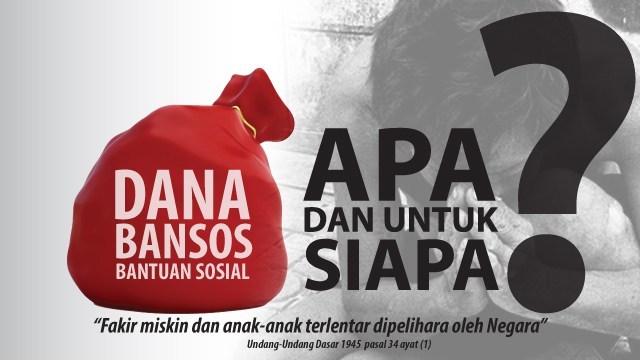 DANA
BANSOS
BANTUAN SOSIAL
APA
DAN UNTUK
SIAPA?
“Fakir miskin dan anak-anak terlentar dipelihara oleh Negara”
Undang-Undang Dasar 1945 pasal 34 ayat (1)